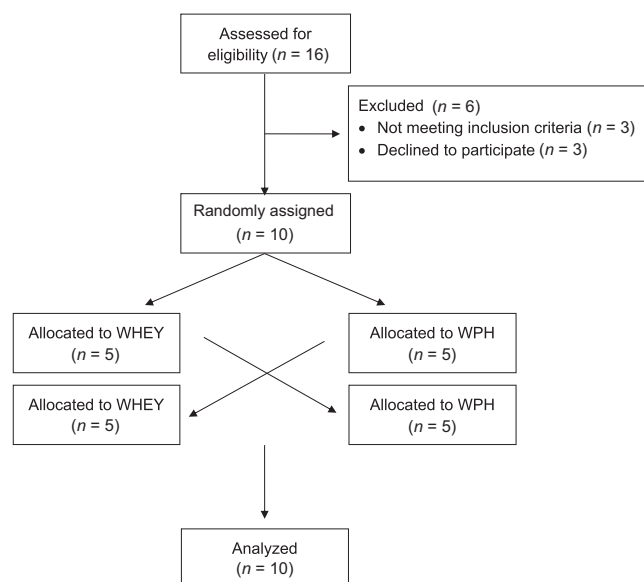 Assessed for
eligibility (n = 16)
Excluded (n = 6)
• Not meeting inclusion criteria (n = 3)
• Declined to participate (n = 3)
Randomly assigned
(n = 10)
Allocated to WHEY
(n = 5)
Allocated to WPH
(n = 5)
Allocated to WHEY
(n = 5)
Allocated to WPH
(n = 5)
Analyzed
(n = 10)